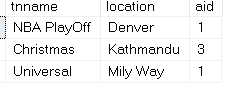 tnname location aid
NBA PlayOff Denver 1
Christmas Kathmandu 3
Universal Mily Way 1